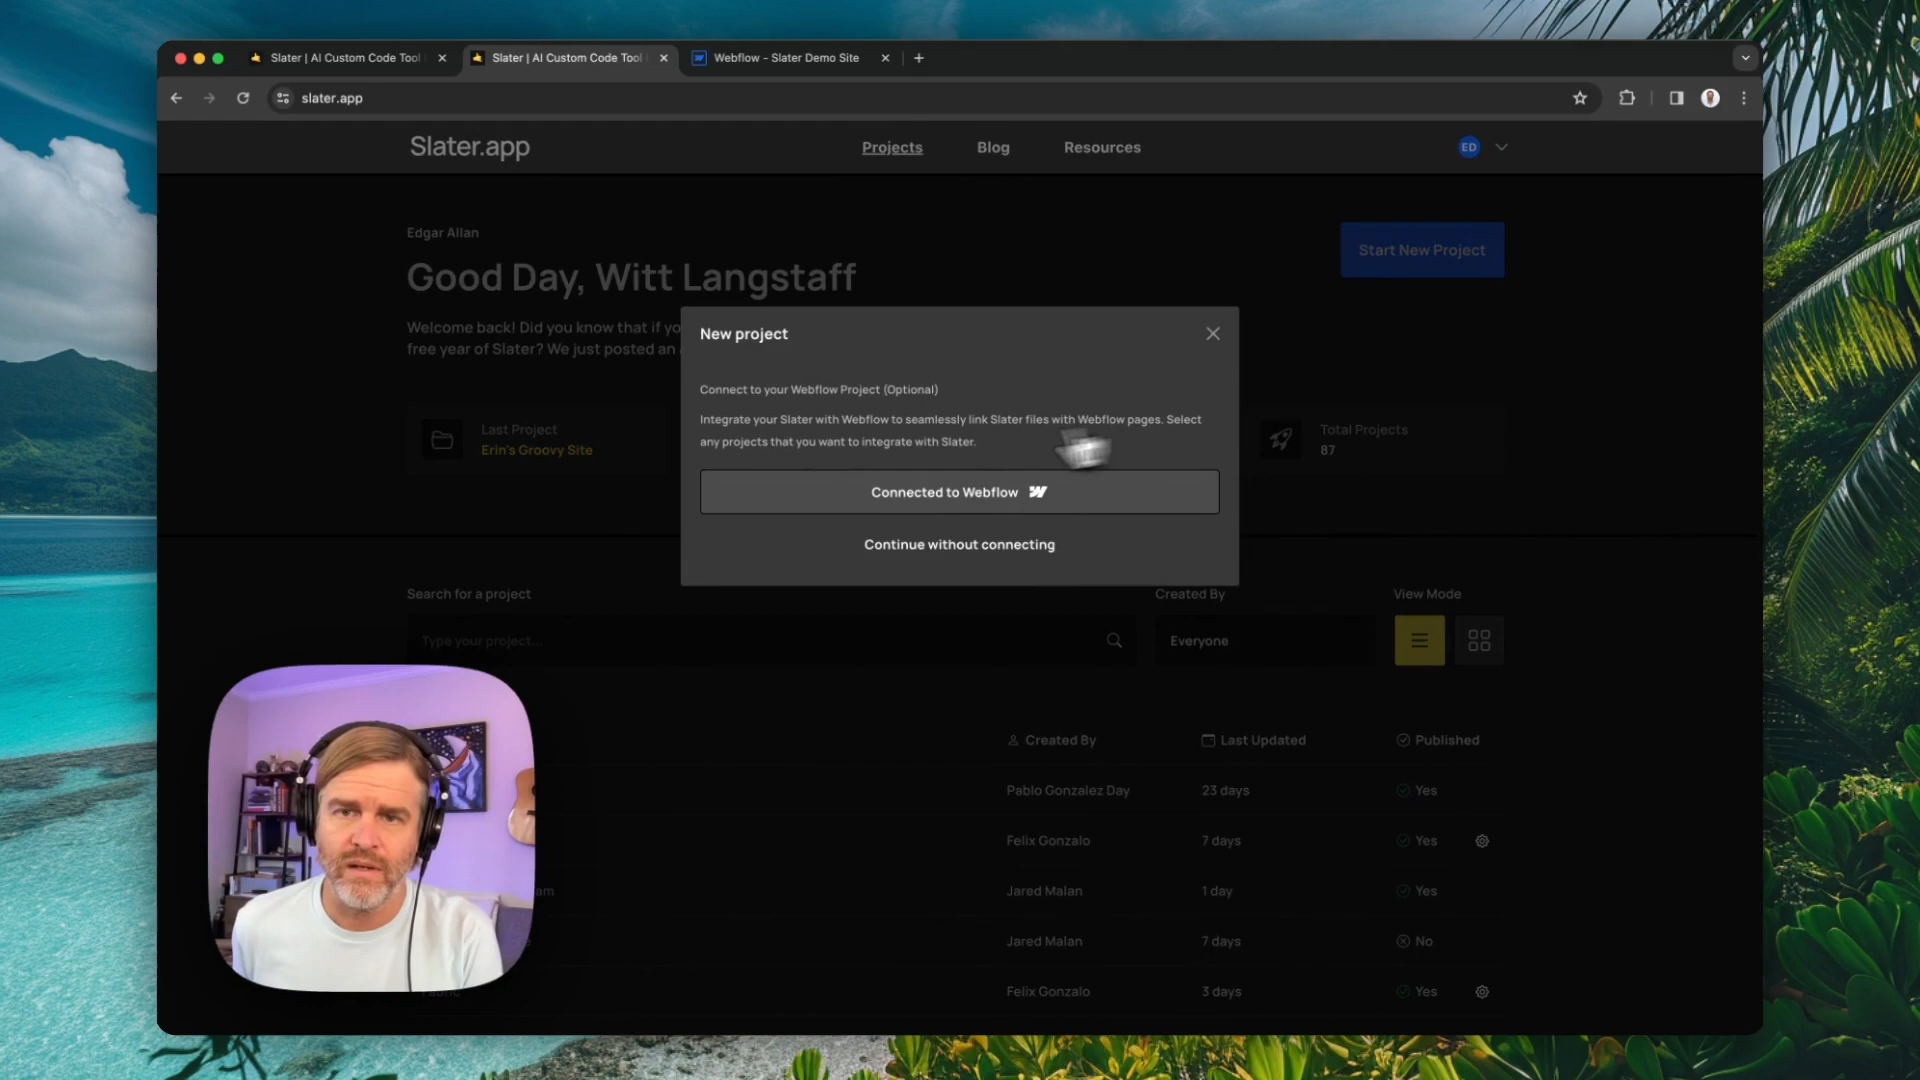 Slater | AI Custom Code Tool
Slater | AI Custom Code Tool
Webflow - Slater Demo Site
slater.app
Slater.app
Projects
Blog
Resources
ED
Edgar Allan
Start New Project
Good Day, Witt Langstaff
Welcome back! Did you know that if yo
free year of Slater? We just posted an
New project
Connect to your Webflow Project (Optional)
Integrate your Slater with Webflow to seamlessly link Slater files with Webflow pages. Select
any projects that you want to integrate with Slater.
Connected to Webflow
Continue without connecting
Last Project
Erin's Groovy Site
Total Projects
87
Search for a project
Created By
View Mode
Type your project...
Everyone
Created By
Last Updated
Published
Pablo Gonzalez Day
23 days
Yes
Felix Gonzalo
7 days
Yes
am
Jared Malan
1 day
Yes
Jared Malan
7 days
No
Felix Gonzalo
3 days
Yes